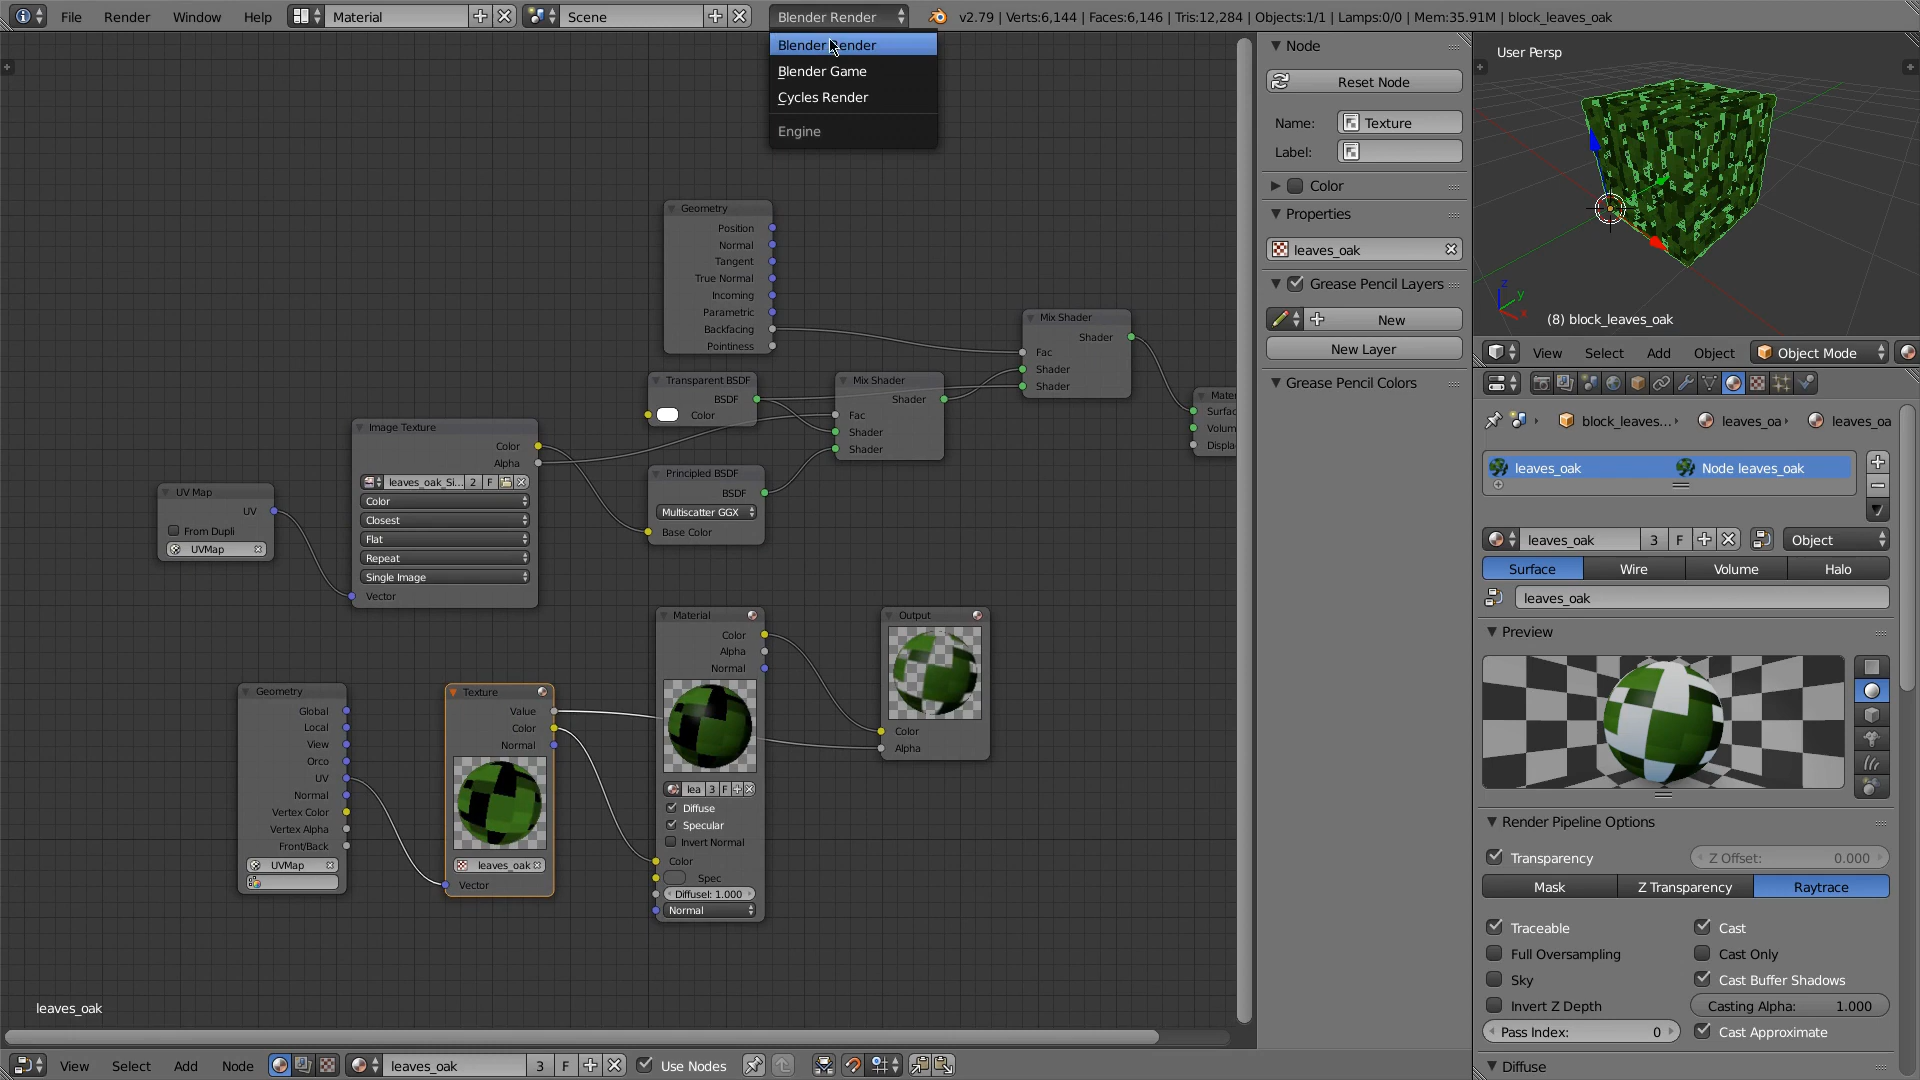 File Render Window Help Material Scene Blender Render v2.79 | Verts:6,144 | Faces:6,146 | Tris:12,284 | Objects:1/1 | Lamps:0/0 | Mem:35.91M | block_leaves_oak
Blender Render
Blender Game
Cycles Render
Engine
Geometry
Position
Normal
Tangent
True Normal
Incoming
Parametric
Backfacing
Pointiness
Mix Shader
Shader
Fac
Shader
Shader
Transparent BSDF
BSDF
Color
Mix Shader
Shader
Fac
Shader
Shader
Mater
Surfac
Volum
Displa
Image Texture
Color
Alpha
leaves_oak_Si... 2 F
Color
Closest
Flat
Repeat
Single Image
Vector
Principled BSDF
BSDF
Multiscatter GGX
Base Color
UV Map
UV
From Dupli
UVMap
Geometry
Global
Local
View
Orco
UV
Normal
Vertex Color
Vertex Alpha
Front/Back
UVMap
Texture
Value
Color
Normal
leaves_oak
Vector
Material
Color
Alpha
Normal
lea 3 F
Diffuse
Specular
Invert Normal
Color
Spec
DiffuseI: 1.000
Normal
Output
Color
Alpha
leaves_oak
View Select Add Node leaves_oak 3 F Use Nodes
Node
Reset Node
Name: Texture
Label:
Color
Properties
leaves_oak
Grease Pencil Layers
New
New Layer
Grease Pencil Colors
User Persp
z
y
x
(8) block_leaves_oak
View Select Add Object Object Mode
block_leaves... leaves_oa leaves_oa
leaves_oak Node leaves_oak
leaves_oak 3 F Object
Surface Wire Volume Halo
leaves_oak
Preview
Render Pipeline Options
Transparency Z Offset: 0.000
Mask Z Transparency Raytrace
Traceable Cast
Full Oversampling Cast Only
Sky Cast Buffer Shadows
Invert Z Depth Casting Alpha: 1.000
Pass Index: 0 Cast Approximate
Diffuse